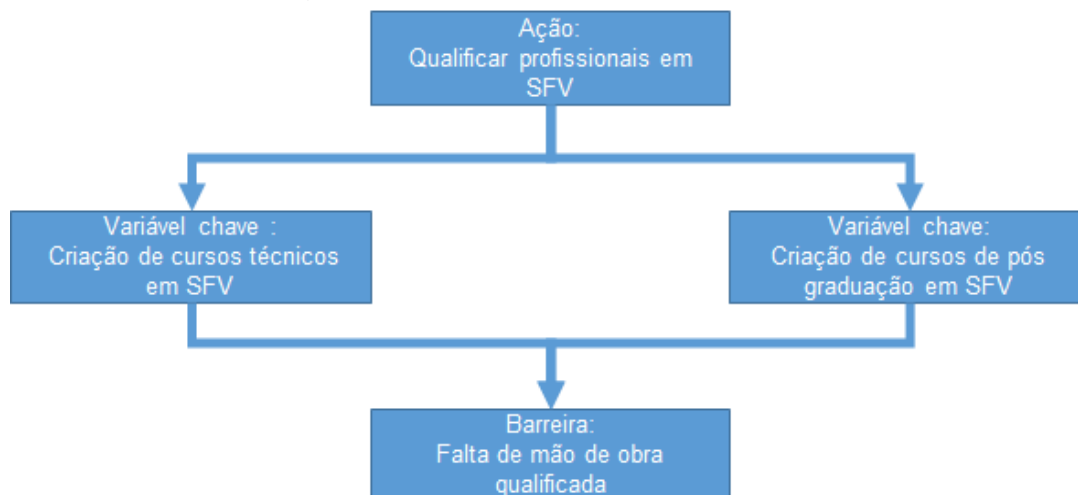 Ação:
Qualificar profissionais em
SFV
Variável chave :
Criação de cursos técnicos
em SFV
Variável chave:
Criação de cursos de pós
graduação em SFV
Barreira:
Falta de mão de obra
qualificada